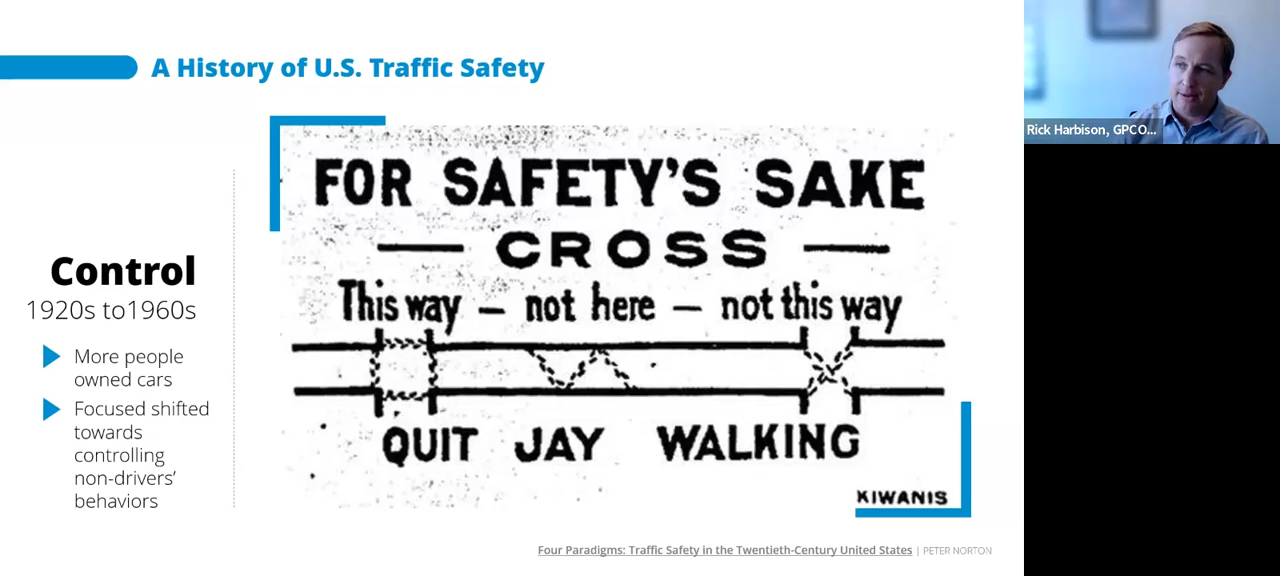 A History of U.S. Traffic Safety
Control
1920s to1960s
More people
owned cars
Focused shifted
towards
controlling
non-drivers'
behaviors
FOR SAFETY'S SAKE
— CROSS —
This way — not here — not this way
QUIT JAY WALKING
KIWANIS
Four Paradigms: Traffic Safety in the Twentieth-Century United States | PETER NORTON
Rick Harbison, GPCO...